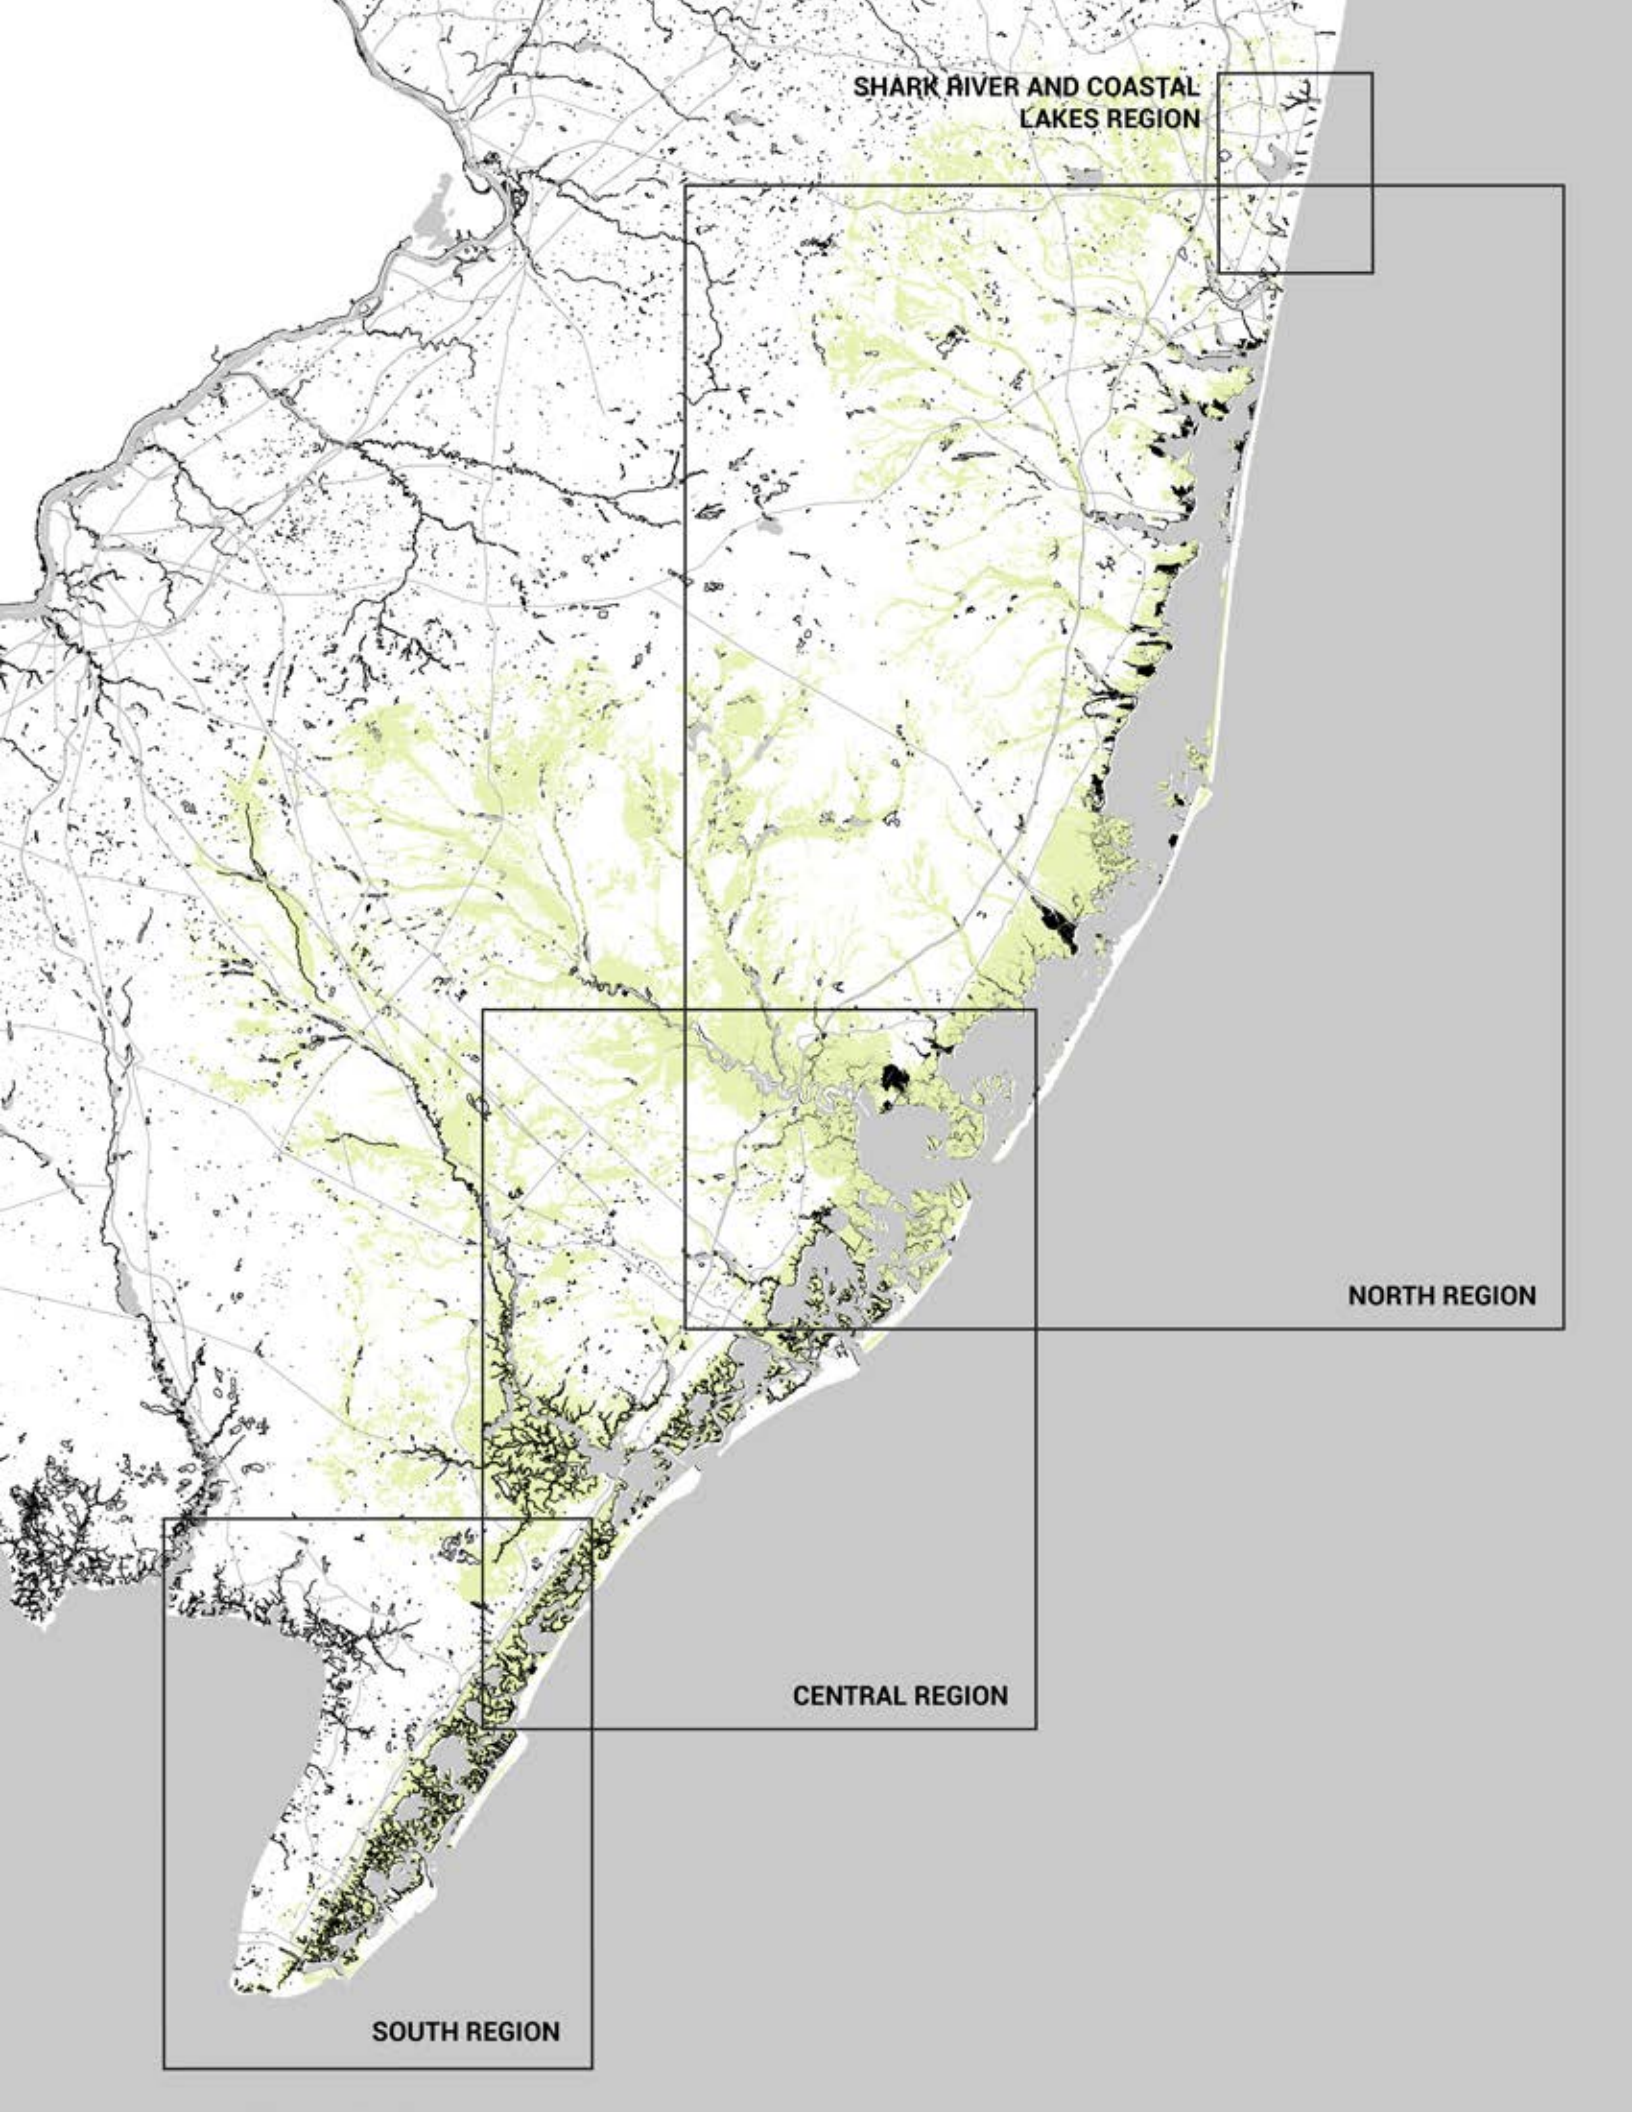 SHARK RIVER AND COASTAL
LAKES REGION
NORTH REGION
CENTRAL REGION
SOUTH REGION